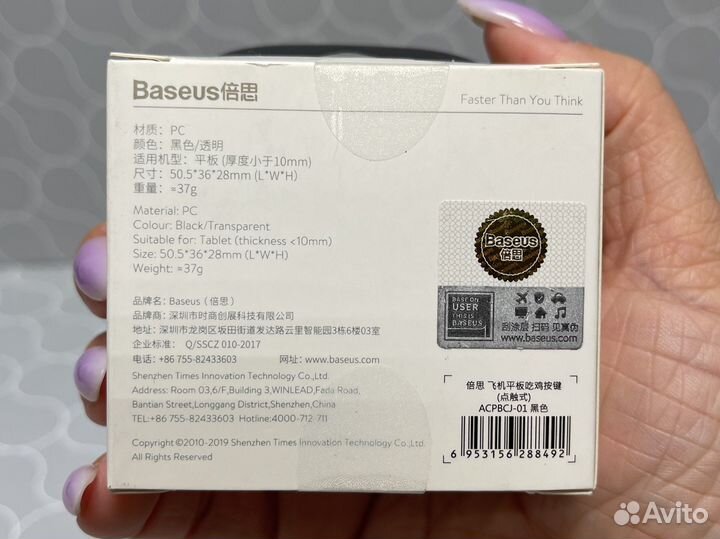 Baseus倍思
Faster Than You Think
材质：PC
颜色：黑色/透明
适用机型：平板 (厚度小于10mm)
尺寸：50.5*36*28mm (L*W*H)
重量：≈37g
Material: PC
Colour: Black/Transparent
Suitable for: Tablet (thickness <10mm)
Size: 50.5*36*28mm (L*W*H)
Weight: ≈37g
品牌名：Baseus（倍思）
品牌商：深圳市时商创展科技有限公司
地址：深圳市龙岗区坂田街道发达路云里智能园3栋6楼03室
企业标准： Q/SSCZ 010-2017
电话：+86 755-82433603 网址：www.baseus.com
Shenzhen Times Innovation Technology Co.,Ltd.
Address: Room 03,6/F,Building 3,WINLEAD,Fada Road,
Bantian Street,Longgang District,Shenzhen,China
TEL:+86 755-82433603 Hotline:4000-712-711
Copyright©2010-2019 Shenzhen Times Innovation Technology Co.,Ltd.
All Rights Reserved
Baseus
倍思
BASE ON
USER
THIS IS
BASEUS
刮涂层 扫码 见真伪
www.baseus.com
倍思 飞机平板吃鸡按键
(点触式)
ACPBCJ-01 黑色
6 953156 288492
Avito